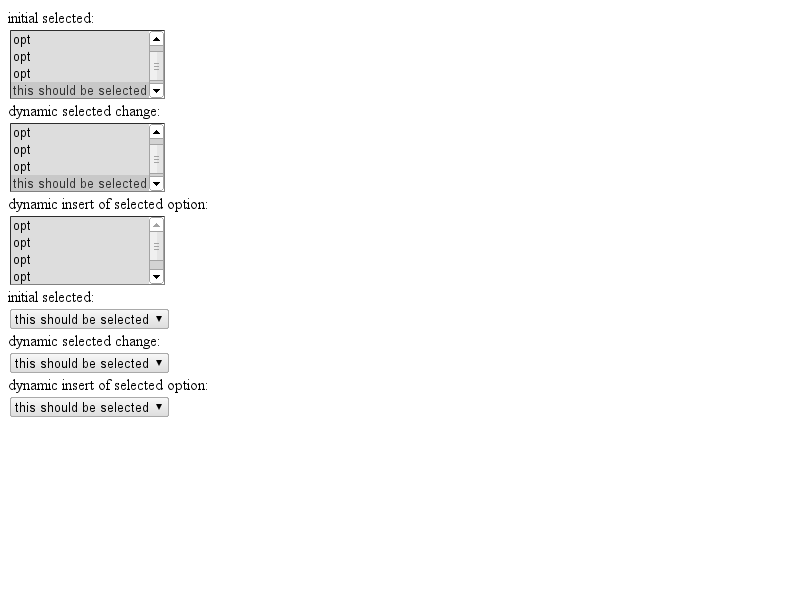 initial selected:
opt
opt
opt
this should be selected
dynamic selected change:
opt
opt
opt
this should be selected
dynamic insert of selected option:
opt
opt
opt
opt
initial selected:
this should be selected
dynamic selected change:
this should be selected
dynamic insert of selected option:
this should be selected